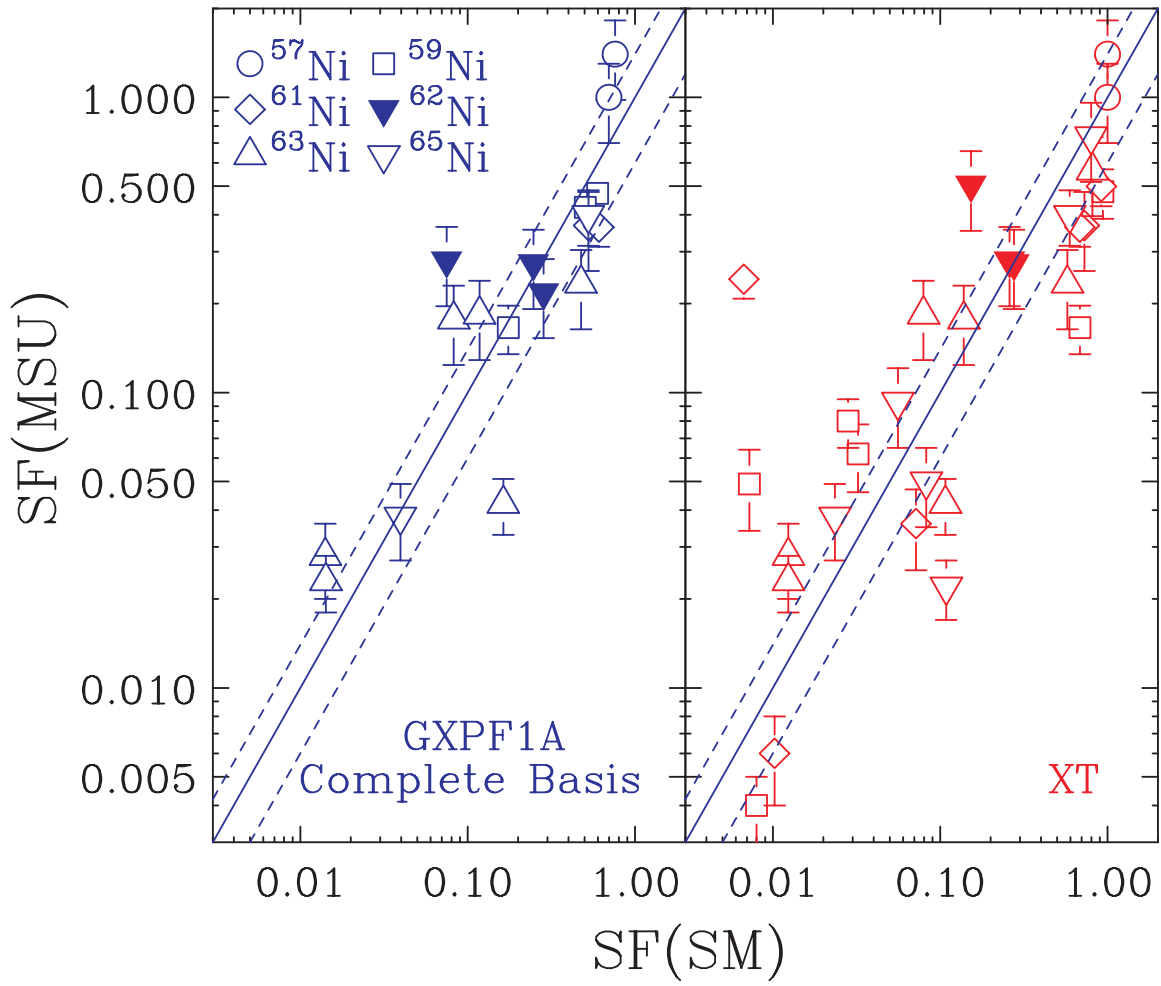 ⁵⁷Ni ⁵⁹Ni
⁶¹Ni ⁶²Ni
⁶³Ni ⁶⁵Ni
1.000
0.500
0.100
0.050
0.010
0.005
SF(MSU)
GXPF1A
Complete Basis
XT
0.01 0.10 1.00 0.01 0.10 1.00
SF(SM)